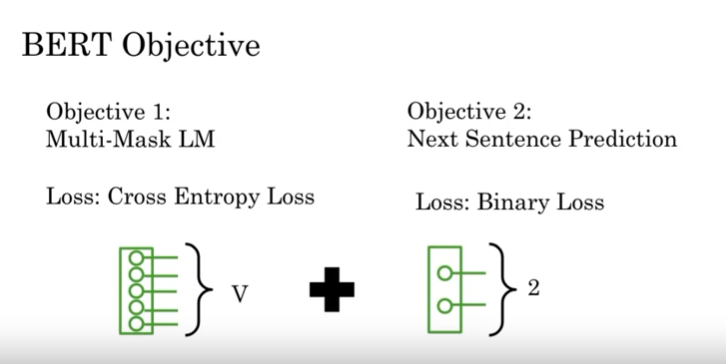 BERT Objective
Objective 1:
Multi-Mask LM
Loss: Cross Entropy Loss
V
Objective 2:
Next Sentence Prediction
Loss: Binary Loss
2